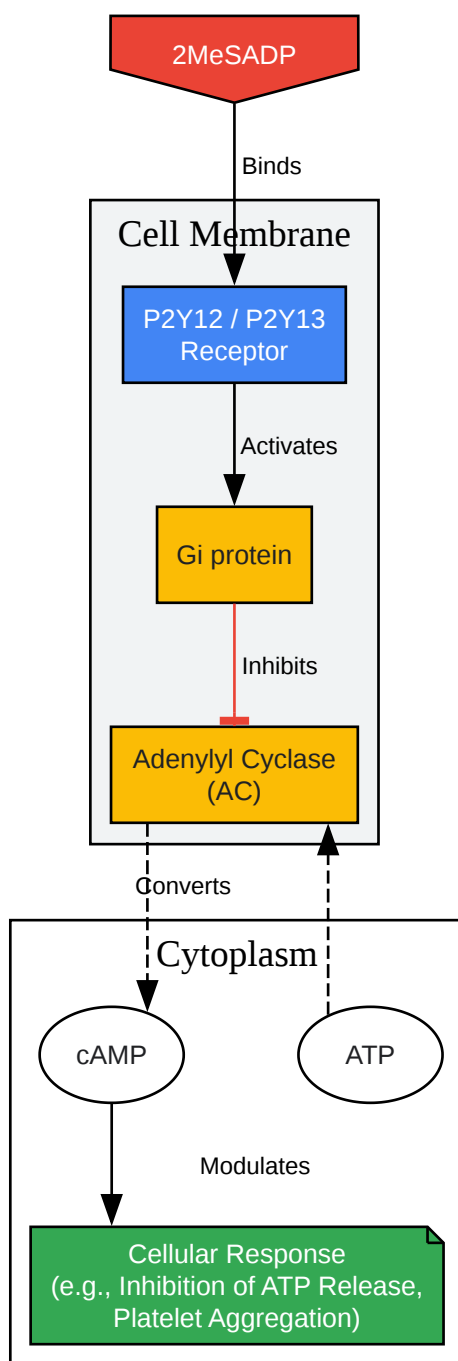 2MeSADP
Binds
Cell Membrane
P2Y12 / P2Y13
Receptor
Activates
Gi protein
Inhibits
Adenylyl Cyclase
(AC)
Converts
Cytoplasm
cAMP
ATP
Modulates
Cellular Response
(e.g., Inhibition of ATP Release,
Platelet Aggregation)